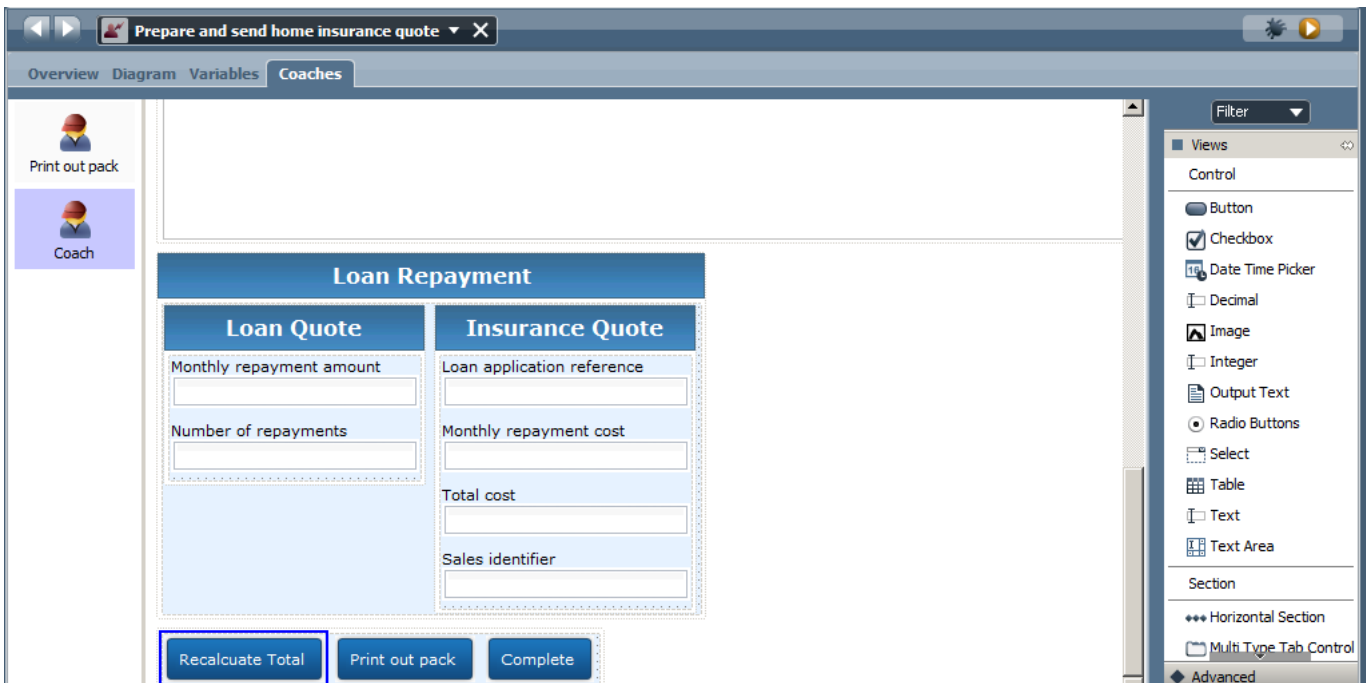 Prepare and send home insurance quote
Overview Diagram Variables Coaches
Print out pack
Coach
Loan Repayment
Loan Quote
Monthly repayment amount
Number of repayments
Insurance Quote
Loan application reference
Monthly repayment cost
Total cost
Sales identifier
Recalcuate Total
Print out pack
Complete
Filter
Views
Control
Button
Checkbox
Date Time Picker
Decimal
Image
Integer
Output Text
Radio Buttons
Select
Table
Text
Text Area
Section
Horizontal Section
Multi Type Tab Control
Advanced